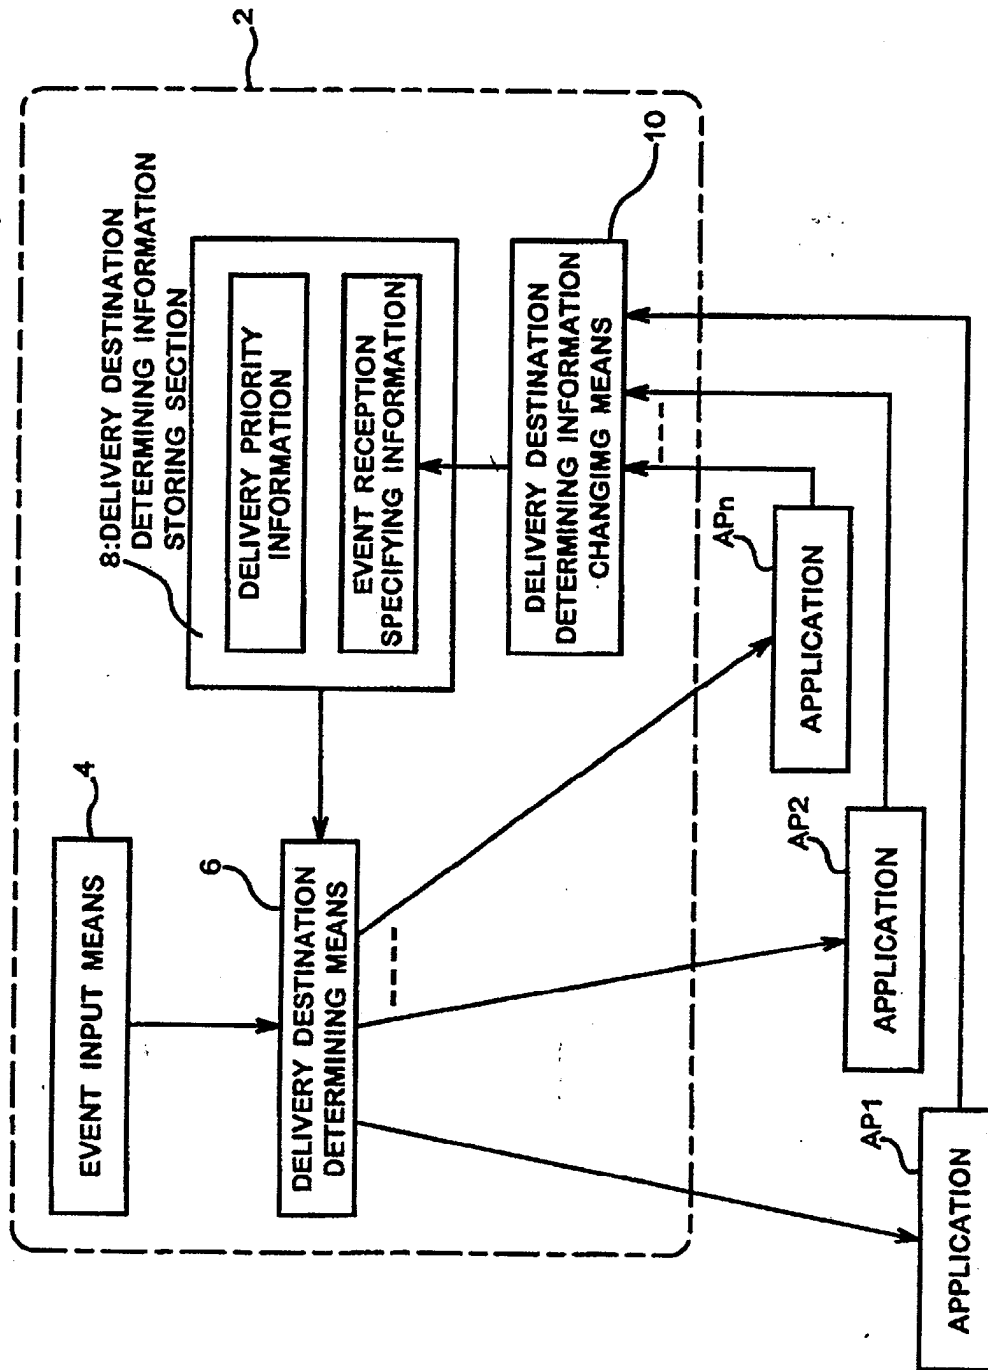 2
4
EVENT INPUT MEANS
6
DELIVERY DESTINATION
DETERMINING MEANS
8:DELIVERY DESTINATION
DETERMINING INFORMATION
STORING SECTION
DELIVERY PRIORITY
INFORMATION
EVENT RECEPTION
SPECIFYING INFORMATION
10
DELIVERY DESTINATION
DETERMINING INFORMATION
CHANGIMG MEANS
AP1
APPLICATION
AP2
APPLICATION
APn
APPLICATION